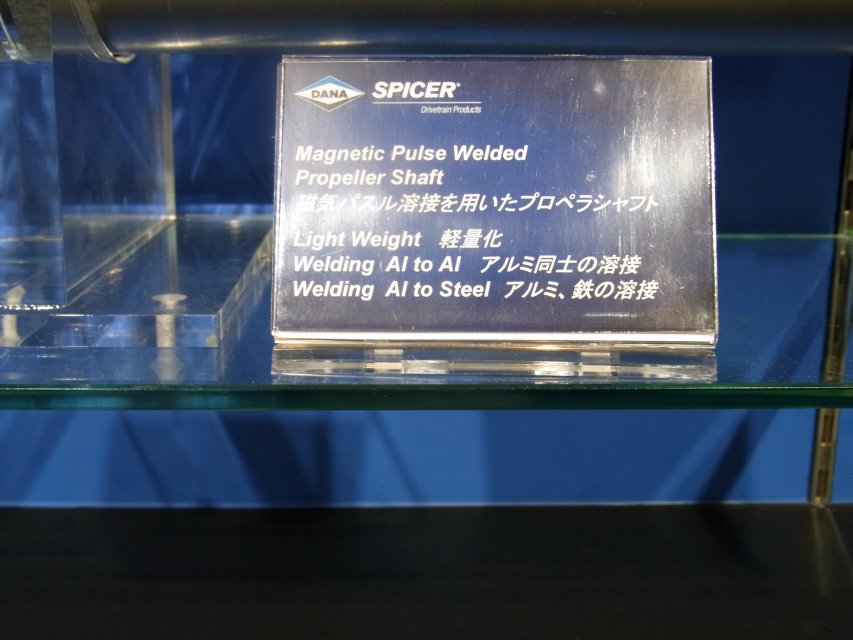 DANA SPICER®
Drivetrain Products
Magnetic Pulse Welded
Propeller Shaft
磁気パスル溶接を用いたプロペラシャフト
Light Weight 軽量化
Welding Al to Al アルミ同士の溶接
Welding Al to Steel アルミ、鉄の溶接